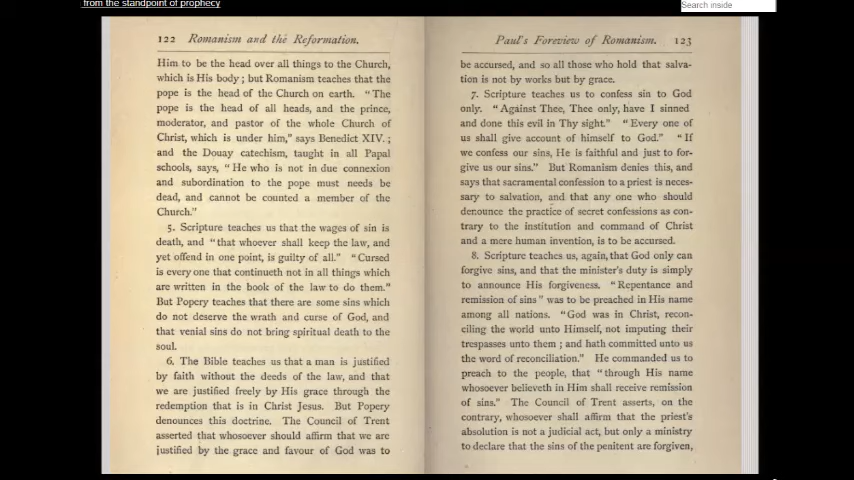 from the standpoint of prophecy
Search inside
122 Romanism and the Reformation.
Him to be the head over all things to the Church,
which is His body ; but Romanism teaches that the
pope is the head of the Church on earth. "The
pope is the head of all heads, and the prince,
moderator, and pastor of the whole Church of
Christ, which is under him," says Benedict XIV. ;
and the Douay catechism, taught in all Papal
schools, says, "He who is not in due connexion
and subordination to the pope must needs be
dead, and cannot be counted a member of the
Church."
5. Scripture teaches us that the wages of sin is
death, and "that whoever shall keep the law, and
yet offend in one point, is guilty of all." "Cursed
is every one that continueth not in all things which
are written in the book of the law to do them."
But Popery teaches that there are some sins which
do not deserve the wrath and curse of God, and
that venial sins do not bring spiritual death to the
soul.
6. The Bible teaches us that a man is justified
by faith without the deeds of the law, and that
we are justified freely by His grace through the
redemption that is in Christ Jesus. But Popery
denounces this doctrine. The Council of Trent
asserted that whosoever should affirm that we are
justified by the grace and favour of God was to
Paul's Foreview of Romanism. 123
be accursed, and so all those who hold that salva-
tion is not by works but by grace.
7. Scripture teaches us to confess sin to God
only. "Against Thee, Thee only, have I sinned
and done this evil in Thy sight." "Every one of
us shall give account of himself to God." "If
we confess our sins, He is faithful and just to for-
give us our sins." But Romanism denies this, and
says that sacramental confession to a priest is neces-
sary to salvation, and that any one who should
denounce the practice of secret confessions as con-
trary to the institution and command of Christ
and a mere human invention, is to be accursed.
8. Scripture teaches us, again, that God only can
forgive sins, and that the minister's duty is simply
to announce His forgiveness. "Repentance and
remission of sins" was to be preached in His name
among all nations. "God was in Christ, recon-
ciling the world unto Himself, not imputing their
trespasses unto them ; and hath committed unto us
the word of reconciliation." He commanded us to
preach to the people, that "through His name
whosoever believeth in Him shall receive remission
of sins." The Council of Trent asserts, on the
contrary, whosoever shall affirm that the priest's
absolution is not a judicial act, but only a ministry
to declare that the sins of the penitent are forgiven,